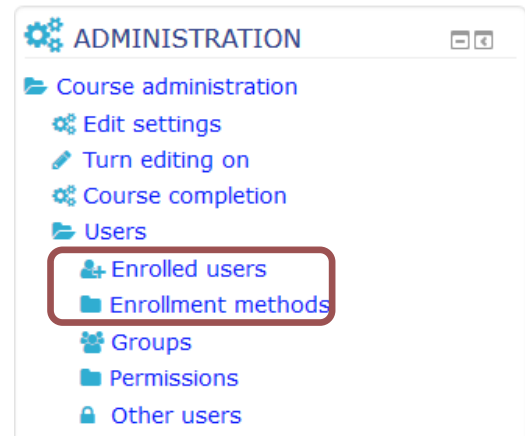 ADMINISTRATION
Course administration
Edit settings
Turn editing on
Course completion
Users
Enrolled users
Enrollment methods
Groups
Permissions
Other users